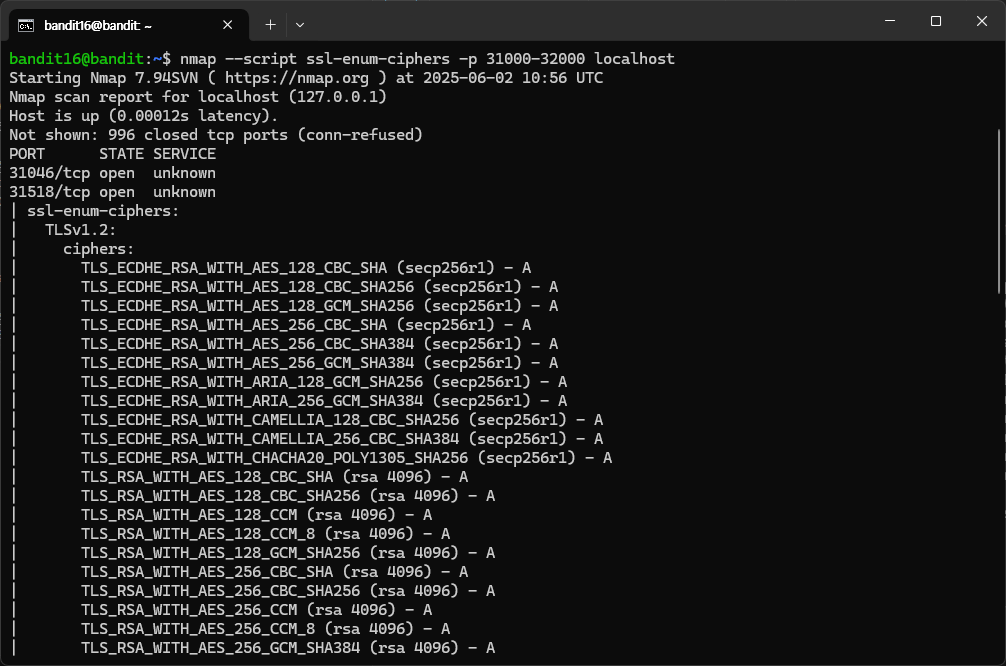 bandit16@bandit: ~
bandit16@bandit:~$ nmap --script ssl-enum-ciphers -p 31000-32000 localhost
Starting Nmap 7.94SVN ( https://nmap.org ) at 2025-06-02 10:56 UTC
Nmap scan report for localhost (127.0.0.1)
Host is up (0.00012s latency).
Not shown: 996 closed tcp ports (conn-refused)
PORT      STATE SERVICE
31046/tcp open  unknown
31518/tcp open  unknown
| ssl-enum-ciphers:
|   TLSv1.2:
|     ciphers:
|       TLS_ECDHE_RSA_WITH_AES_128_CBC_SHA (secp256r1) - A
|       TLS_ECDHE_RSA_WITH_AES_128_CBC_SHA256 (secp256r1) - A
|       TLS_ECDHE_RSA_WITH_AES_128_GCM_SHA256 (secp256r1) - A
|       TLS_ECDHE_RSA_WITH_AES_256_CBC_SHA (secp256r1) - A
|       TLS_ECDHE_RSA_WITH_AES_256_CBC_SHA384 (secp256r1) - A
|       TLS_ECDHE_RSA_WITH_AES_256_GCM_SHA384 (secp256r1) - A
|       TLS_ECDHE_RSA_WITH_ARIA_128_GCM_SHA256 (secp256r1) - A
|       TLS_ECDHE_RSA_WITH_ARIA_256_GCM_SHA384 (secp256r1) - A
|       TLS_ECDHE_RSA_WITH_CAMELLIA_128_CBC_SHA256 (secp256r1) - A
|       TLS_ECDHE_RSA_WITH_CAMELLIA_256_CBC_SHA384 (secp256r1) - A
|       TLS_ECDHE_RSA_WITH_CHACHA20_POLY1305_SHA256 (secp256r1) - A
|       TLS_RSA_WITH_AES_128_CBC_SHA (rsa 4096) - A
|       TLS_RSA_WITH_AES_128_CBC_SHA256 (rsa 4096) - A
|       TLS_RSA_WITH_AES_128_CCM (rsa 4096) - A
|       TLS_RSA_WITH_AES_128_CCM_8 (rsa 4096) - A
|       TLS_RSA_WITH_AES_128_GCM_SHA256 (rsa 4096) - A
|       TLS_RSA_WITH_AES_256_CBC_SHA (rsa 4096) - A
|       TLS_RSA_WITH_AES_256_CBC_SHA256 (rsa 4096) - A
|       TLS_RSA_WITH_AES_256_CCM (rsa 4096) - A
|       TLS_RSA_WITH_AES_256_CCM_8 (rsa 4096) - A
|       TLS_RSA_WITH_AES_256_GCM_SHA384 (rsa 4096) - A